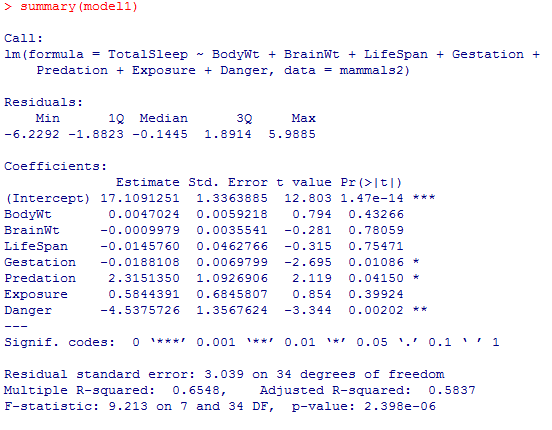 > summary(model1)
Call:
lm(formula = TotalSleep ~ BodyWt + BrainWt + LifeSpan + Gestation +
    Predation + Exposure + Danger, data = mammals2)
Residuals:
    Min      1Q  Median      3Q     Max
-6.2292 -1.8823 -0.1445  1.8914  5.9885
Coefficients:
              Estimate Std. Error t value Pr(>|t|)
(Intercept) 17.1091251  1.3363885  12.803 1.47e-14 ***
BodyWt       0.0047024  0.0059218   0.794  0.43266
BrainWt     -0.0009979  0.0035541  -0.281  0.78059
LifeSpan    -0.0145760  0.0462766  -0.315  0.75471
Gestation   -0.0188108  0.0069799  -2.695  0.01086 *
Predation    2.3151350  1.0926906   2.119  0.04150 *
Exposure     0.5844391  0.6845807   0.854  0.39924
Danger      -4.5375726  1.3567624  -3.344  0.00202 **
---
Signif. codes:  0 ‘***’ 0.001 ‘**’ 0.01 ‘*’ 0.05 ‘.’ 0.1 ‘ ’ 1
Residual standard error: 3.039 on 34 degrees of freedom
Multiple R-squared:  0.6548,    Adjusted R-squared:  0.5837
F-statistic: 9.213 on 7 and 34 DF,  p-value: 2.398e-06